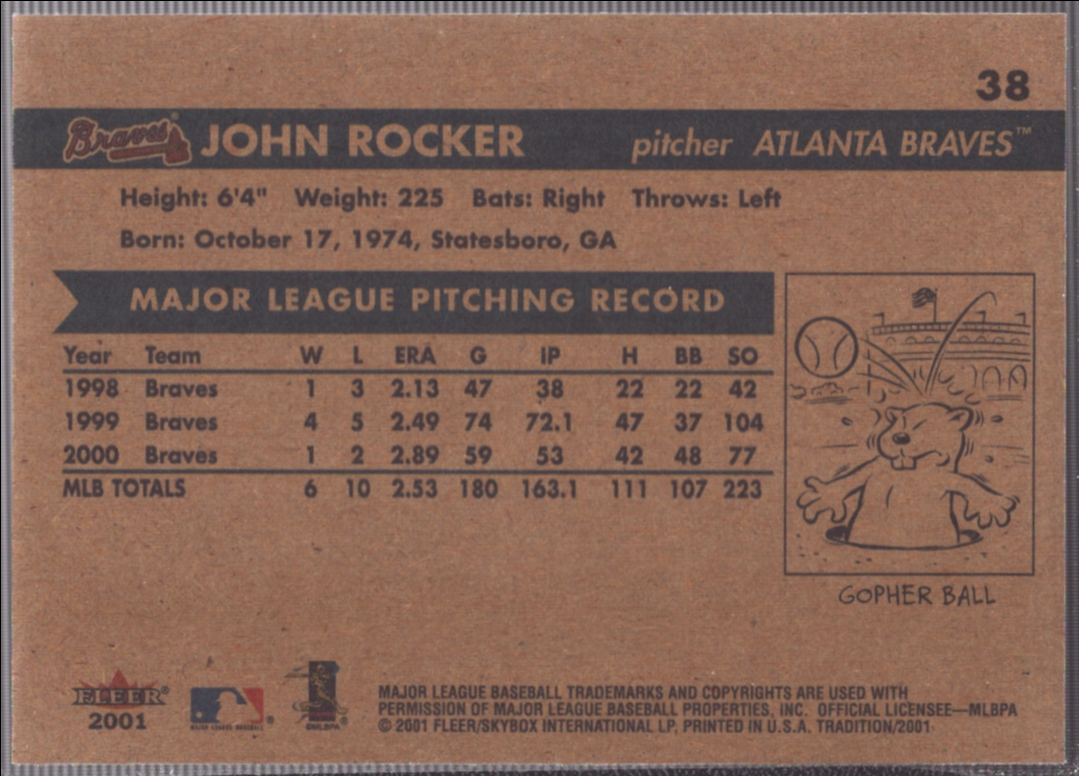 38
Braves JOHN ROCKER pitcher ATLANTA BRAVES™
Height: 6'4" Weight: 225 Bats: Right Throws: Left
Born: October 17, 1974, Statesboro, GA
MAJOR LEAGUE PITCHING RECORD
Year Team W L ERA G IP H BB SO
1998 Braves 1 3 2.13 47 38 22 22 42
1999 Braves 4 5 2.49 74 72.1 47 37 104
2000 Braves 1 2 2.89 59 53 42 48 77
MLB TOTALS 6 10 2.53 180 163.1 111 107 223
GOPHER BALL
FLEER®
2001
MAJOR LEAGUE BASEBALL®
©MLBPA
MAJOR LEAGUE BASEBALL TRADEMARKS AND COPYRIGHTS ARE USED WITH
PERMISSION OF MAJOR LEAGUE BASEBALL PROPERTIES, INC. OFFICIAL LICENSEE—MLBPA
© 2001 FLEER/SKYBOX INTERNATIONAL LP, PRINTED IN U.S.A. TRADITION/2001